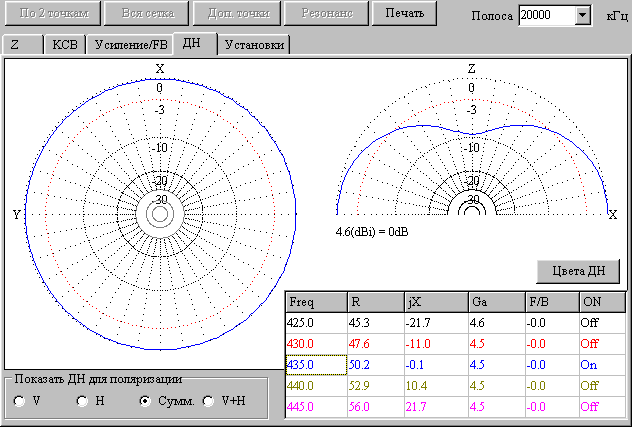 По 2 точкам Вся сетка Доп. точки Резонанс Печать Полоса 20000 кГц
Z КСВ Усиление/FB ДН Установки
X
0
-3
-10
-20
-30
Y
Z
0
-3
-10
-20
-30
X
4.6(dBi) = 0dB
Цвета ДН
Freq R jX Ga F/B ON
425.0 45.3 -21.7 4.6 -0.0 Off
430.0 47.6 -11.0 4.5 -0.0 Off
435.0 50.2 -0.1 4.5 -0.0 On
440.0 52.9 10.4 4.5 -0.0 Off
445.0 56.0 21.7 4.5 -0.0 Off
Показать ДН для поляризации
V H Сумм. V+H